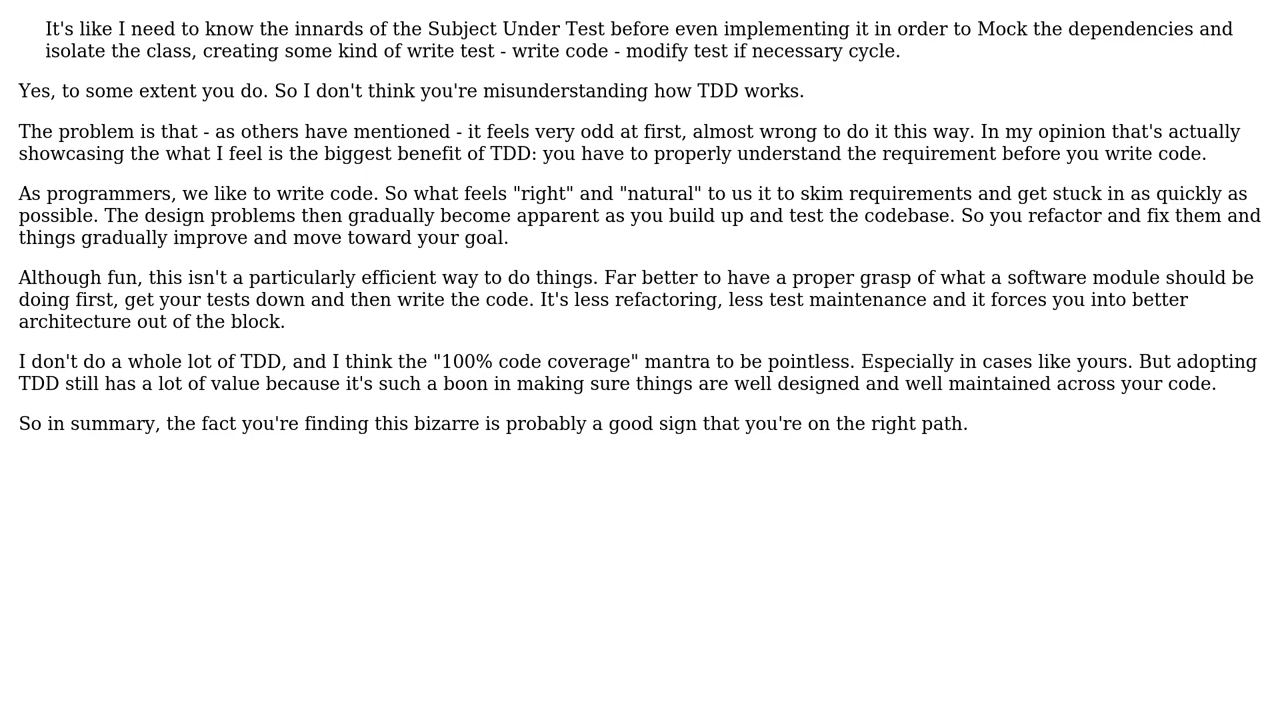 It's like I need to know the innards of the Subject Under Test before even implementing it in order to Mock the dependencies and
isolate the class, creating some kind of write test - write code - modify test if necessary cycle.
Yes, to some extent you do. So I don't think you're misunderstanding how TDD works.
The problem is that - as others have mentioned - it feels very odd at first, almost wrong to do it this way. In my opinion that's actually
showcasing the what I feel is the biggest benefit of TDD: you have to properly understand the requirement before you write code.
As programmers, we like to write code. So what feels "right" and "natural" to us it to skim requirements and get stuck in as quickly as
possible. The design problems then gradually become apparent as you build up and test the codebase. So you refactor and fix them and
things gradually improve and move toward your goal.
Although fun, this isn't a particularly efficient way to do things. Far better to have a proper grasp of what a software module should be
doing first, get your tests down and then write the code. It's less refactoring, less test maintenance and it forces you into better
architecture out of the block.
I don't do a whole lot of TDD, and I think the "100% code coverage" mantra to be pointless. Especially in cases like yours. But adopting
TDD still has a lot of value because it's such a boon in making sure things are well designed and well maintained across your code.
So in summary, the fact you're finding this bizarre is probably a good sign that you're on the right path.